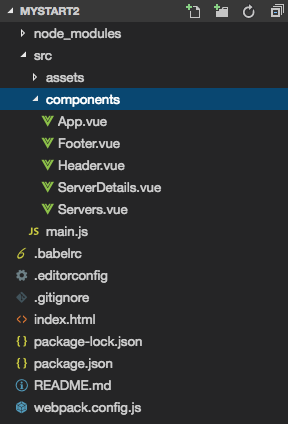 MYSTART2
node_modules
src
assets
components
App.vue
Footer.vue
Header.vue
ServerDetails.vue
Servers.vue
JS main.js
.babelrc
.editorconfig
.gitignore
index.html
package-lock.json
package.json
README.md
webpack.config.js